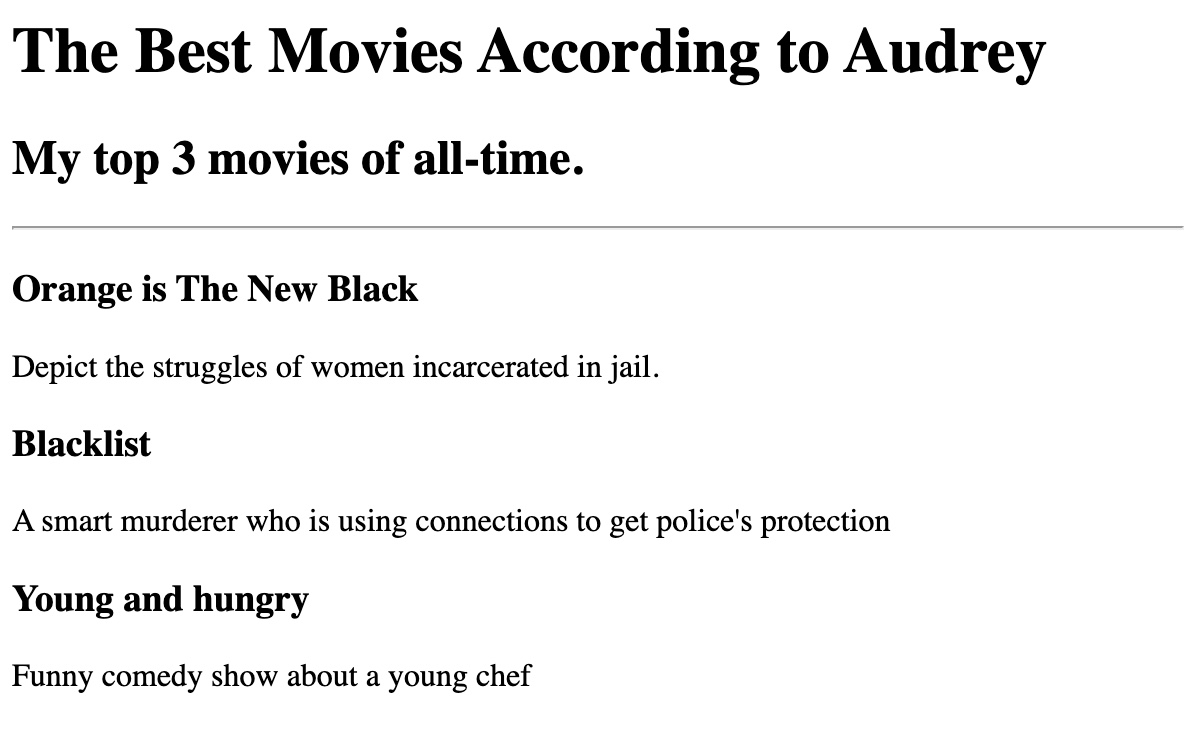 The Best Movies According to Audrey
My top 3 movies of all-time.
Orange is The New Black
Depict the struggles of women incarcerated in jail.
Blacklist
A smart murderer who is using connections to get police's protection
Young and hungry
Funny comedy show about a young chef